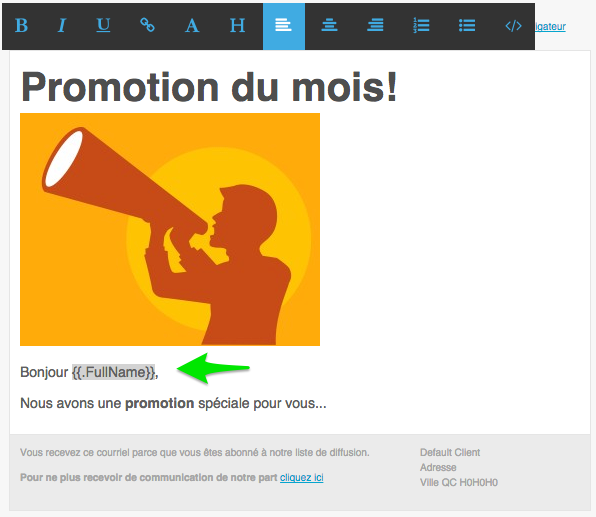 B I U A H
igateur
Promotion du mois!
Bonjour {{.FullName}},
Nous avons une promotion spéciale pour vous...
Vous recevez ce courriel parce que vous êtes abonné à notre liste de diffusion.
Pour ne plus recevoir de communication de notre part cliquez ici
Default Client
Adresse
Ville QC H0H0H0